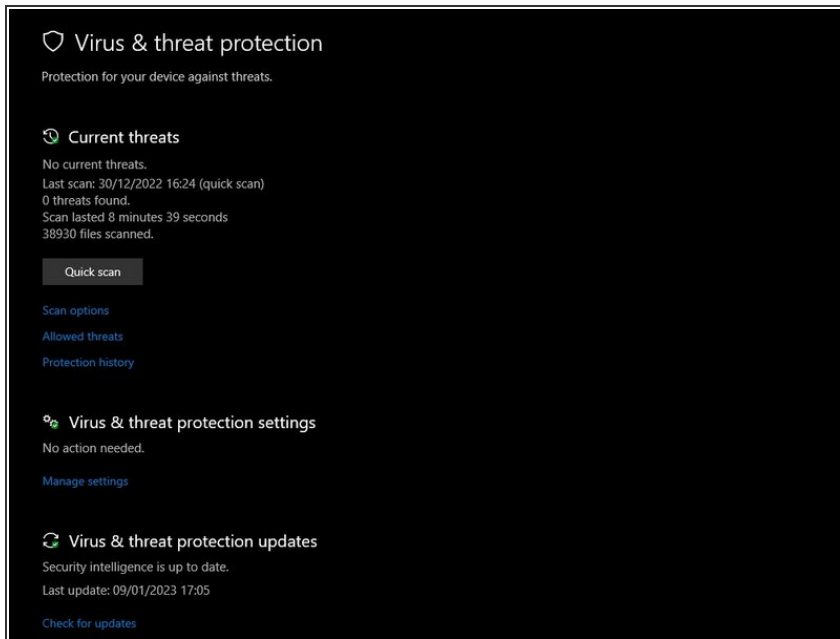 Virus & threat protection
Protection for your device against threats.
Current threats
No current threats.
Last scan: 30/12/2022 16:24 (quick scan)
0 threats found.
Scan lasted 8 minutes 39 seconds
38930 files scanned.
Quick scan
Scan options
Allowed threats
Protection history
Virus & threat protection settings
No action needed.
Manage settings
Virus & threat protection updates
Security intelligence is up to date.
Last update: 09/01/2023 17:05
Check for updates